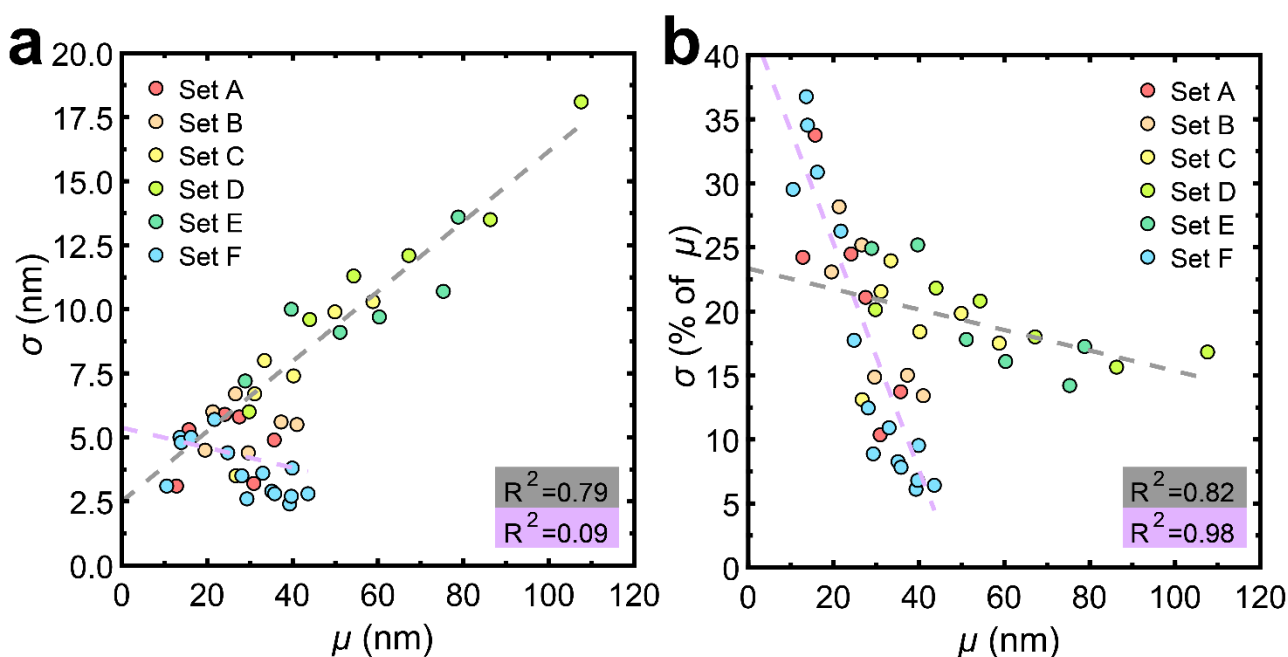 a
20.0
17.5
15.0
12.5
10.0
7.5
5.0
2.5
0.0
σ (nm)
Set A
Set B
Set C
Set D
Set E
Set F
R²=0.79
R²=0.09
0 20 40 60 80 100 120
μ (nm)
b
40
35
30
25
20
15
10
5
0
σ (% of μ)
Set A
Set B
Set C
Set D
Set E
Set F
R²=0.82
R²=0.98
0 20 40 60 80 100 120
μ (nm)